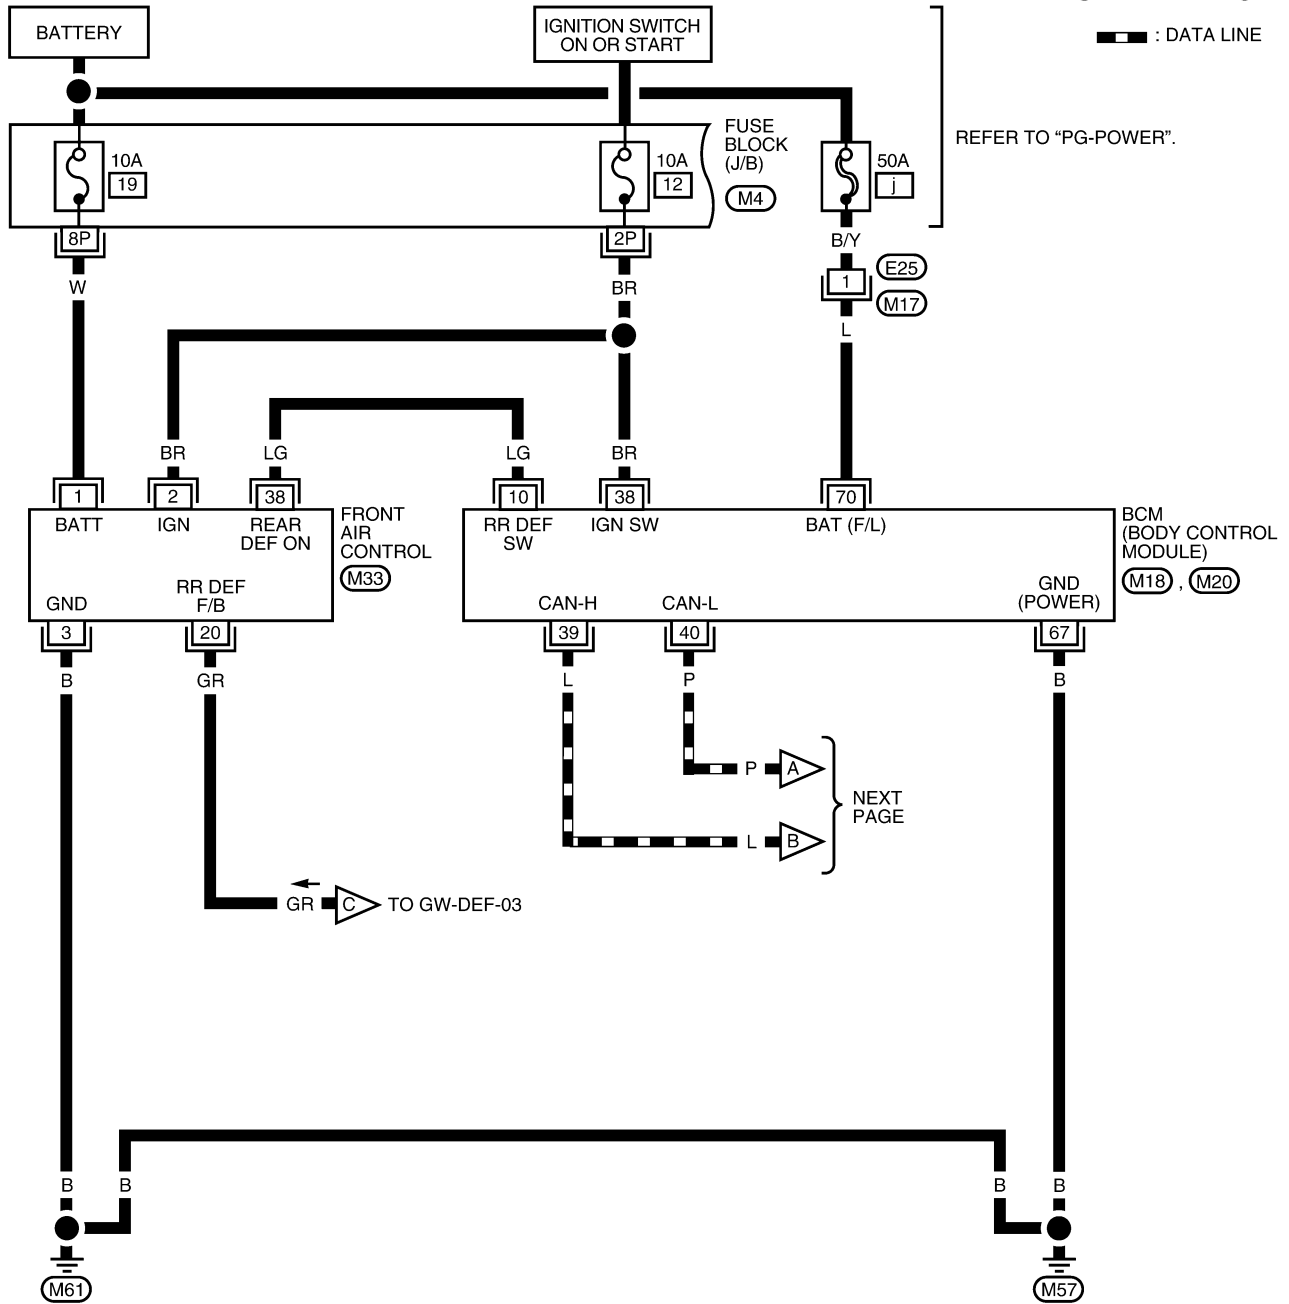 BATTERY
IGNITION SWITCH
ON OR START
: DATA LINE
REFER TO “PG-POWER”.
FUSE
BLOCK
(J/B)
M4
10A
19
10A
12
50A
j
8P
2P
B/Y
W
BR
1
E25
M17
L
BR
LG
LG
BR
1
2
38
10
38
70
BATT
IGN
REAR
DEF ON
FRONT
AIR
CONTROL
M33
RR DEF
SW
IGN SW
BAT (F/L)
BCM
(BODY CONTROL
MODULE)
M18 , M20
GND
RR DEF
F/B
CAN-H
CAN-L
GND
(POWER)
3
20
39
40
67
B
GR
L
P
B
P
A
L
B
NEXT
PAGE
GR
C
TO GW-DEF-03
B
B
B
B
M61
M57